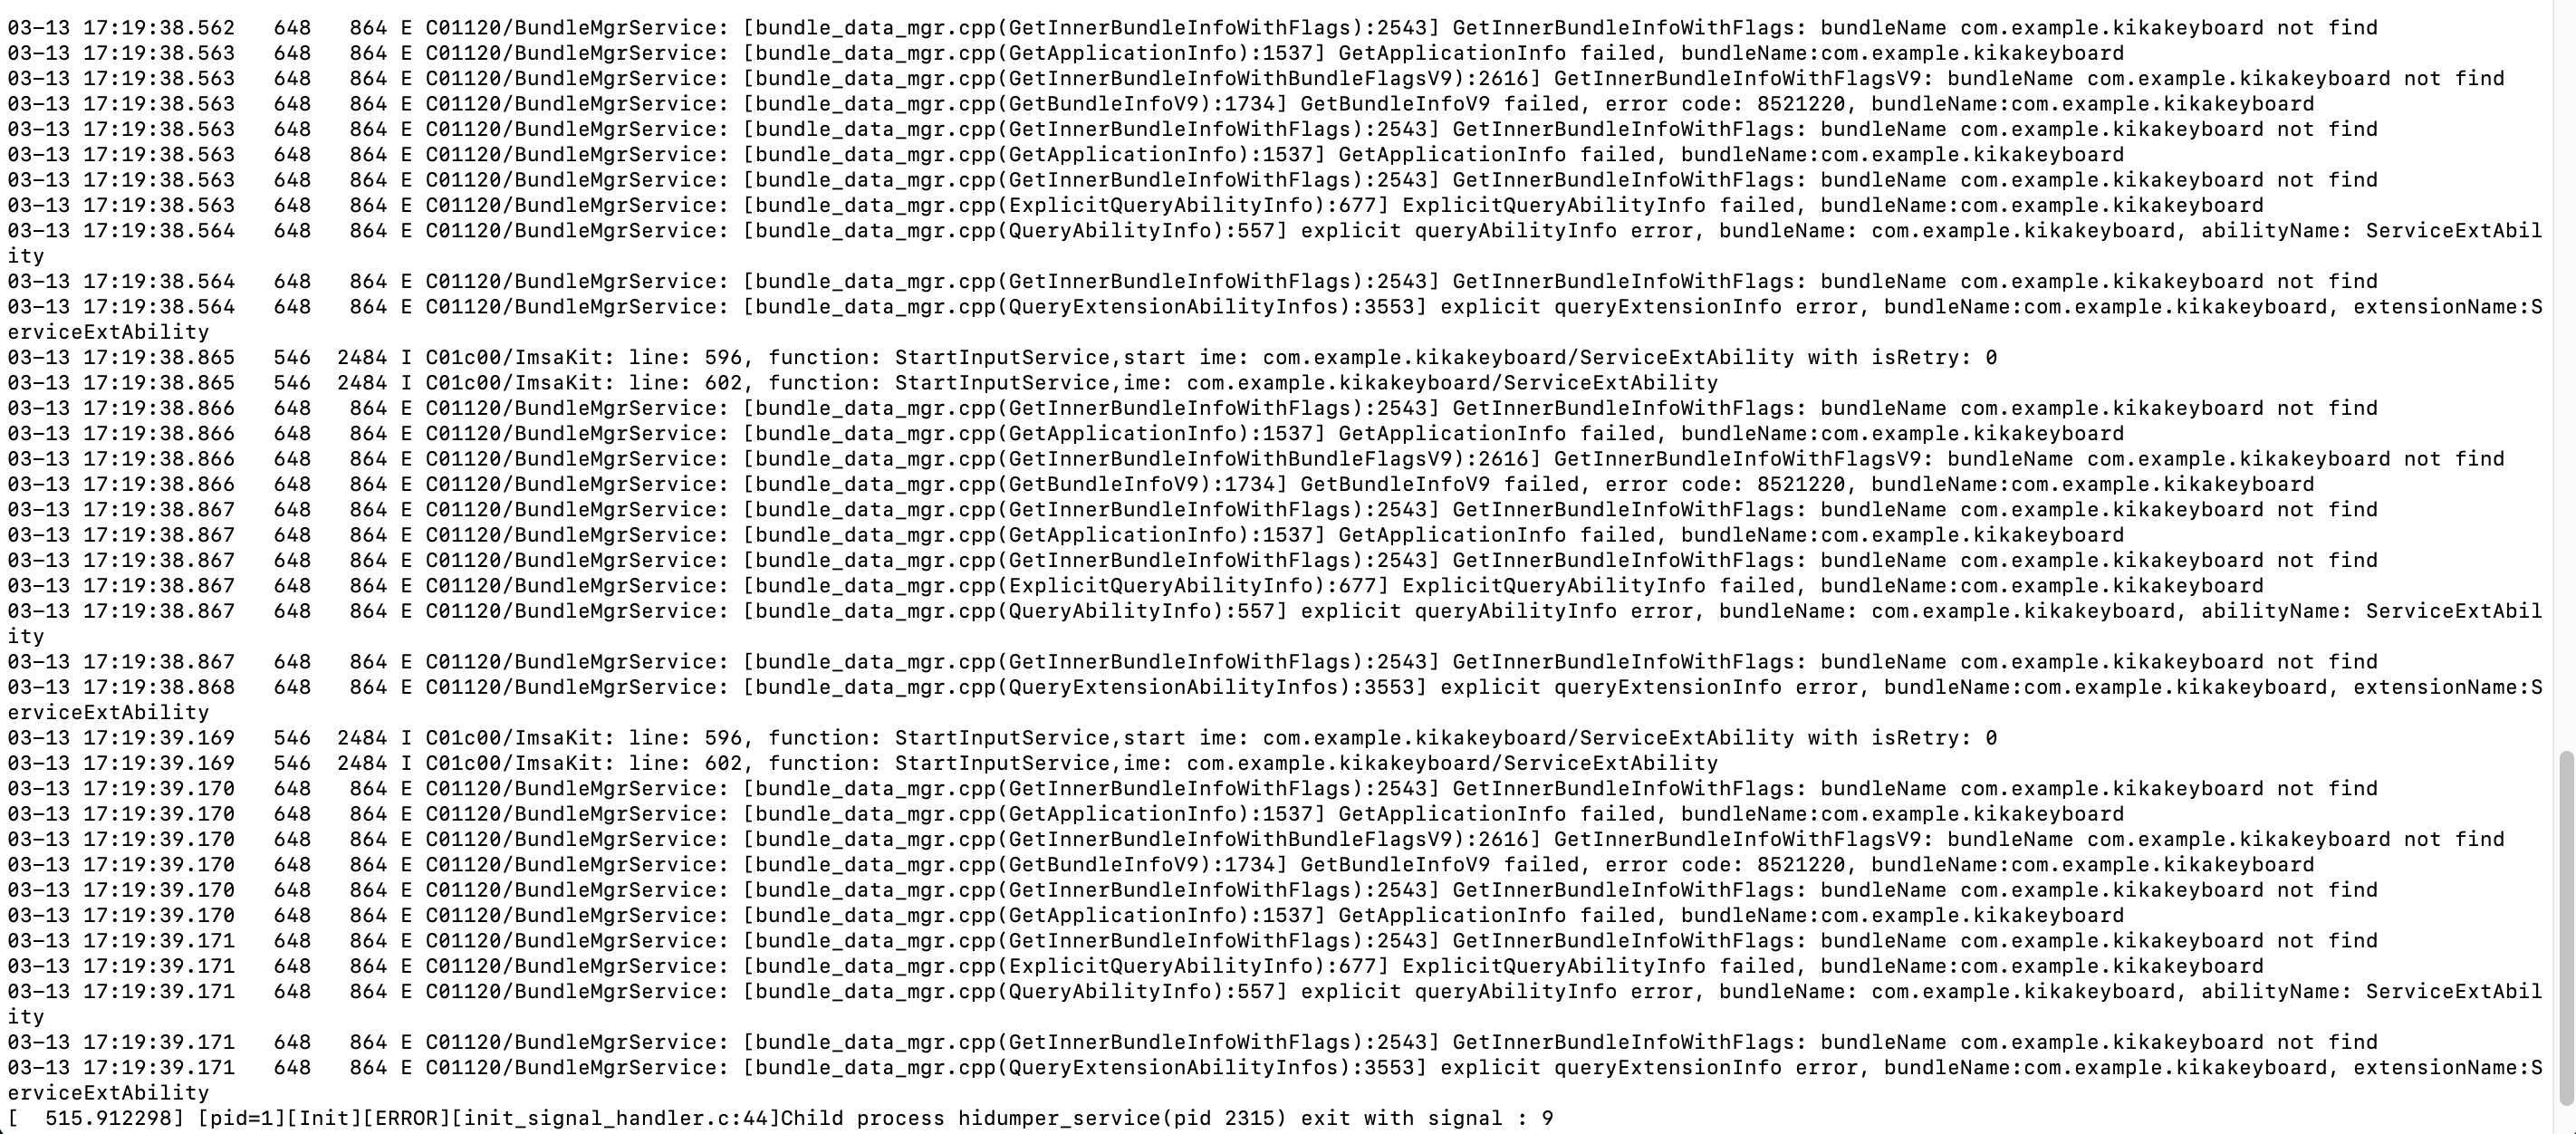 03-13 17:19:38.562   648   864 E C01120/BundleMgrService: [bundle_data_mgr.cpp(GetInnerBundleInfoWithFlags):2543] GetInnerBundleInfoWithFlags: bundleName com.example.kikakeyboard not find
03-13 17:19:38.563   648   864 E C01120/BundleMgrService: [bundle_data_mgr.cpp(GetApplicationInfo):1537] GetApplicationInfo failed, bundleName:com.example.kikakeyboard
03-13 17:19:38.563   648   864 E C01120/BundleMgrService: [bundle_data_mgr.cpp(GetInnerBundleInfoWithBundleFlagsV9):2616] GetInnerBundleInfoWithFlagsV9: bundleName com.example.kikakeyboard not find
03-13 17:19:38.563   648   864 E C01120/BundleMgrService: [bundle_data_mgr.cpp(GetBundleInfoV9):1734] GetBundleInfoV9 failed, error code: 8521220, bundleName:com.example.kikakeyboard
03-13 17:19:38.563   648   864 E C01120/BundleMgrService: [bundle_data_mgr.cpp(GetInnerBundleInfoWithFlags):2543] GetInnerBundleInfoWithFlags: bundleName com.example.kikakeyboard not find
03-13 17:19:38.563   648   864 E C01120/BundleMgrService: [bundle_data_mgr.cpp(GetApplicationInfo):1537] GetApplicationInfo failed, bundleName:com.example.kikakeyboard
03-13 17:19:38.563   648   864 E C01120/BundleMgrService: [bundle_data_mgr.cpp(GetInnerBundleInfoWithFlags):2543] GetInnerBundleInfoWithFlags: bundleName com.example.kikakeyboard not find
03-13 17:19:38.563   648   864 E C01120/BundleMgrService: [bundle_data_mgr.cpp(ExplicitQueryAbilityInfo):677] ExplicitQueryAbilityInfo failed, bundleName:com.example.kikakeyboard
03-13 17:19:38.564   648   864 E C01120/BundleMgrService: [bundle_data_mgr.cpp(QueryAbilityInfo):557] explicit queryAbilityInfo error, bundleName: com.example.kikakeyboard, abilityName: ServiceExtAbil
ity
03-13 17:19:38.564   648   864 E C01120/BundleMgrService: [bundle_data_mgr.cpp(GetInnerBundleInfoWithFlags):2543] GetInnerBundleInfoWithFlags: bundleName com.example.kikakeyboard not find
03-13 17:19:38.564   648   864 E C01120/BundleMgrService: [bundle_data_mgr.cpp(QueryExtensionAbilityInfos):3553] explicit queryExtensionInfo error, bundleName:com.example.kikakeyboard, extensionName:S
erviceExtAbility
03-13 17:19:38.865   546  2484 I C01c00/ImsaKit: line: 596, function: StartInputService,start ime: com.example.kikakeyboard/ServiceExtAbility with isRetry: 0
03-13 17:19:38.865   546  2484 I C01c00/ImsaKit: line: 602, function: StartInputService,ime: com.example.kikakeyboard/ServiceExtAbility
03-13 17:19:38.866   648   864 E C01120/BundleMgrService: [bundle_data_mgr.cpp(GetInnerBundleInfoWithFlags):2543] GetInnerBundleInfoWithFlags: bundleName com.example.kikakeyboard not find
03-13 17:19:38.866   648   864 E C01120/BundleMgrService: [bundle_data_mgr.cpp(GetApplicationInfo):1537] GetApplicationInfo failed, bundleName:com.example.kikakeyboard
03-13 17:19:38.866   648   864 E C01120/BundleMgrService: [bundle_data_mgr.cpp(GetInnerBundleInfoWithBundleFlagsV9):2616] GetInnerBundleInfoWithFlagsV9: bundleName com.example.kikakeyboard not find
03-13 17:19:38.866   648   864 E C01120/BundleMgrService: [bundle_data_mgr.cpp(GetBundleInfoV9):1734] GetBundleInfoV9 failed, error code: 8521220, bundleName:com.example.kikakeyboard
03-13 17:19:38.867   648   864 E C01120/BundleMgrService: [bundle_data_mgr.cpp(GetInnerBundleInfoWithFlags):2543] GetInnerBundleInfoWithFlags: bundleName com.example.kikakeyboard not find
03-13 17:19:38.867   648   864 E C01120/BundleMgrService: [bundle_data_mgr.cpp(GetApplicationInfo):1537] GetApplicationInfo failed, bundleName:com.example.kikakeyboard
03-13 17:19:38.867   648   864 E C01120/BundleMgrService: [bundle_data_mgr.cpp(GetInnerBundleInfoWithFlags):2543] GetInnerBundleInfoWithFlags: bundleName com.example.kikakeyboard not find
03-13 17:19:38.867   648   864 E C01120/BundleMgrService: [bundle_data_mgr.cpp(ExplicitQueryAbilityInfo):677] ExplicitQueryAbilityInfo failed, bundleName:com.example.kikakeyboard
03-13 17:19:38.867   648   864 E C01120/BundleMgrService: [bundle_data_mgr.cpp(QueryAbilityInfo):557] explicit queryAbilityInfo error, bundleName: com.example.kikakeyboard, abilityName: ServiceExtAbil
ity
03-13 17:19:38.867   648   864 E C01120/BundleMgrService: [bundle_data_mgr.cpp(GetInnerBundleInfoWithFlags):2543] GetInnerBundleInfoWithFlags: bundleName com.example.kikakeyboard not find
03-13 17:19:38.868   648   864 E C01120/BundleMgrService: [bundle_data_mgr.cpp(QueryExtensionAbilityInfos):3553] explicit queryExtensionInfo error, bundleName:com.example.kikakeyboard, extensionName:S
erviceExtAbility
03-13 17:19:39.169   546  2484 I C01c00/ImsaKit: line: 596, function: StartInputService,start ime: com.example.kikakeyboard/ServiceExtAbility with isRetry: 0
03-13 17:19:39.169   546  2484 I C01c00/ImsaKit: line: 602, function: StartInputService,ime: com.example.kikakeyboard/ServiceExtAbility
03-13 17:19:39.170   648   864 E C01120/BundleMgrService: [bundle_data_mgr.cpp(GetInnerBundleInfoWithFlags):2543] GetInnerBundleInfoWithFlags: bundleName com.example.kikakeyboard not find
03-13 17:19:39.170   648   864 E C01120/BundleMgrService: [bundle_data_mgr.cpp(GetApplicationInfo):1537] GetApplicationInfo failed, bundleName:com.example.kikakeyboard
03-13 17:19:39.170   648   864 E C01120/BundleMgrService: [bundle_data_mgr.cpp(GetInnerBundleInfoWithBundleFlagsV9):2616] GetInnerBundleInfoWithFlagsV9: bundleName com.example.kikakeyboard not find
03-13 17:19:39.170   648   864 E C01120/BundleMgrService: [bundle_data_mgr.cpp(GetBundleInfoV9):1734] GetBundleInfoV9 failed, error code: 8521220, bundleName:com.example.kikakeyboard
03-13 17:19:39.170   648   864 E C01120/BundleMgrService: [bundle_data_mgr.cpp(GetInnerBundleInfoWithFlags):2543] GetInnerBundleInfoWithFlags: bundleName com.example.kikakeyboard not find
03-13 17:19:39.170   648   864 E C01120/BundleMgrService: [bundle_data_mgr.cpp(GetApplicationInfo):1537] GetApplicationInfo failed, bundleName:com.example.kikakeyboard
03-13 17:19:39.171   648   864 E C01120/BundleMgrService: [bundle_data_mgr.cpp(GetInnerBundleInfoWithFlags):2543] GetInnerBundleInfoWithFlags: bundleName com.example.kikakeyboard not find
03-13 17:19:39.171   648   864 E C01120/BundleMgrService: [bundle_data_mgr.cpp(ExplicitQueryAbilityInfo):677] ExplicitQueryAbilityInfo failed, bundleName:com.example.kikakeyboard
03-13 17:19:39.171   648   864 E C01120/BundleMgrService: [bundle_data_mgr.cpp(QueryAbilityInfo):557] explicit queryAbilityInfo error, bundleName: com.example.kikakeyboard, abilityName: ServiceExtAbil
ity
03-13 17:19:39.171   648   864 E C01120/BundleMgrService: [bundle_data_mgr.cpp(GetInnerBundleInfoWithFlags):2543] GetInnerBundleInfoWithFlags: bundleName com.example.kikakeyboard not find
03-13 17:19:39.171   648   864 E C01120/BundleMgrService: [bundle_data_mgr.cpp(QueryExtensionAbilityInfos):3553] explicit queryExtensionInfo error, bundleName:com.example.kikakeyboard, extensionName:S
erviceExtAbility
[  515.912298] [pid=1][Init][ERROR][init_signal_handler.c:44]Child process hidumper_service(pid 2315) exit with signal : 9